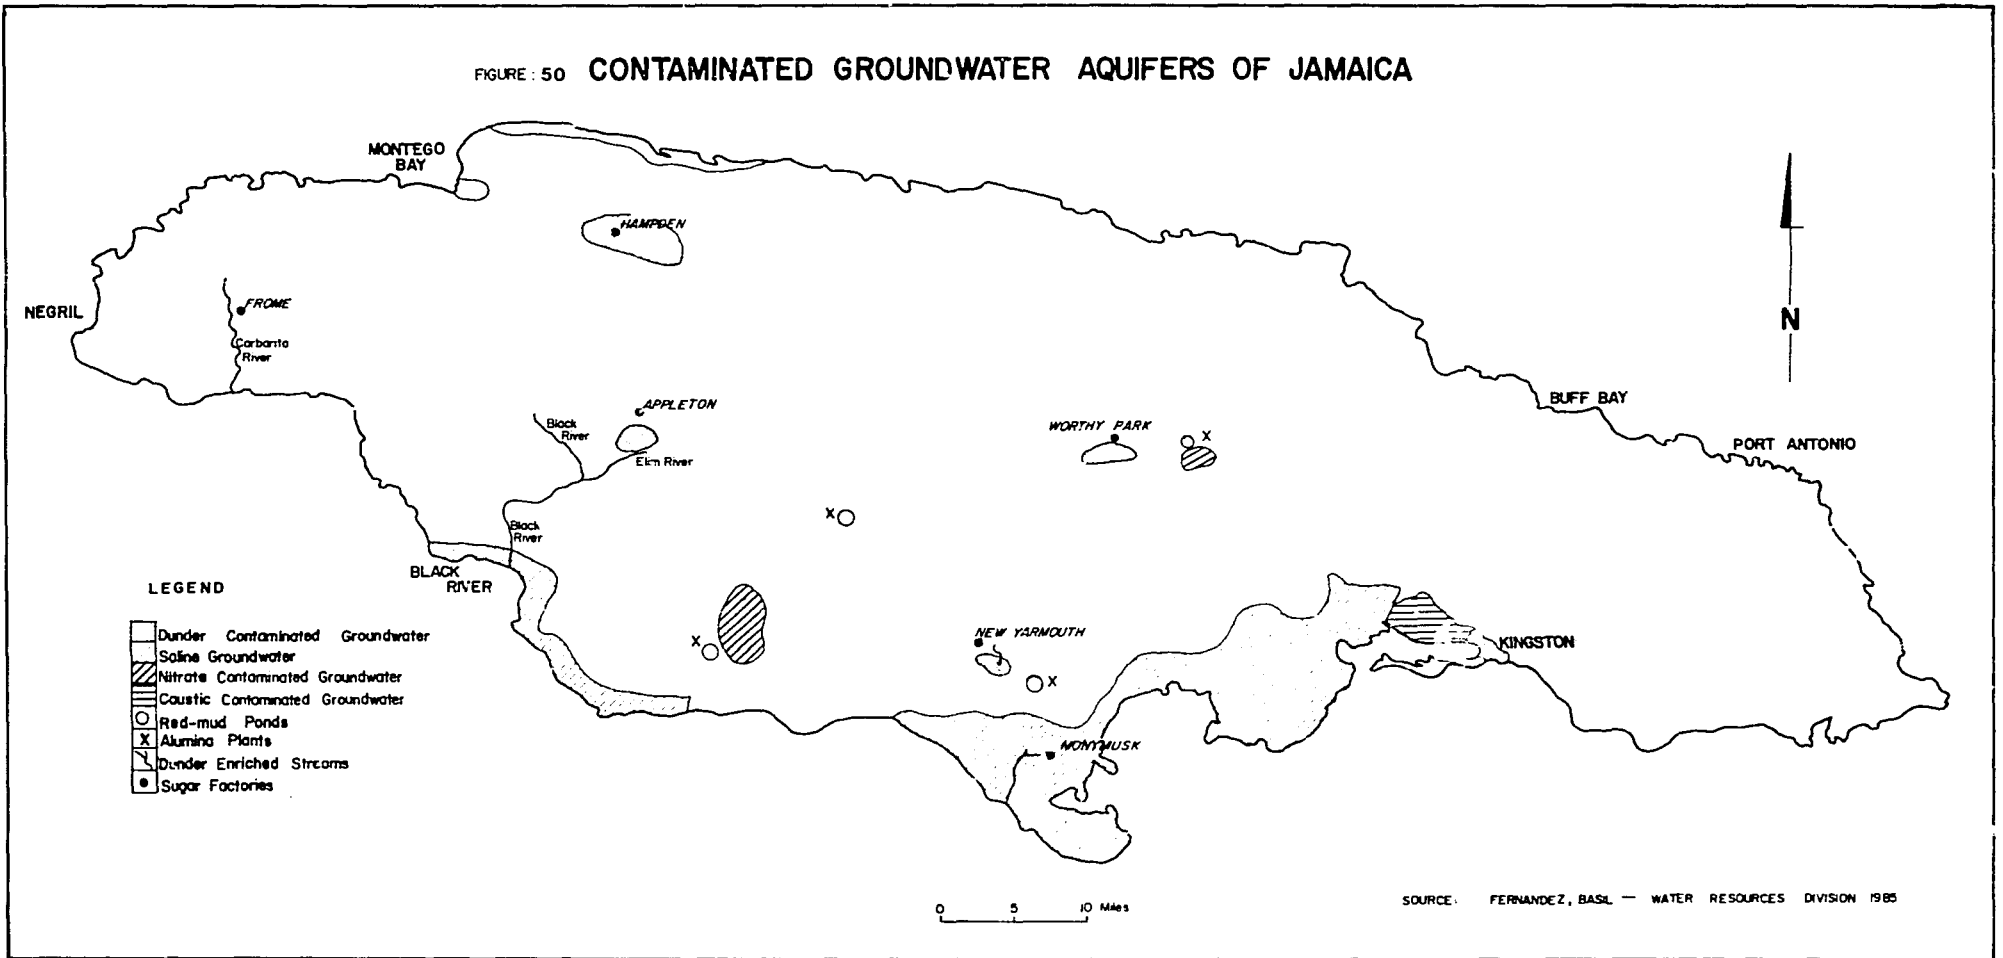 FIGURE : 50 CONTAMINATED GROUNDWATER AQUIFERS OF JAMAICA
MONTEGO
BAY
HAMPDEN
NEGRIL
FROME
Carbarita
River
N
BUFF BAY
PORT ANTONIO
APPLETON
Black
River
Elim River
WORTHY PARK
X
X
Black
River
BLACK
RIVER
X
NEW YARMOUTH
X
KINGSTON
MONYMUSK
LEGEND
Dunder Contaminated Groundwater
Saline Groundwater
Nitrate Contaminated Groundwater
Caustic Contaminated Groundwater
Red-mud Ponds
X Alumina Plants
Dunder Enriched Streams
Sugar Factories
0 5 10 Miles
SOURCE: FERNANDEZ, BASIL — WATER RESOURCES DIVISION 1985